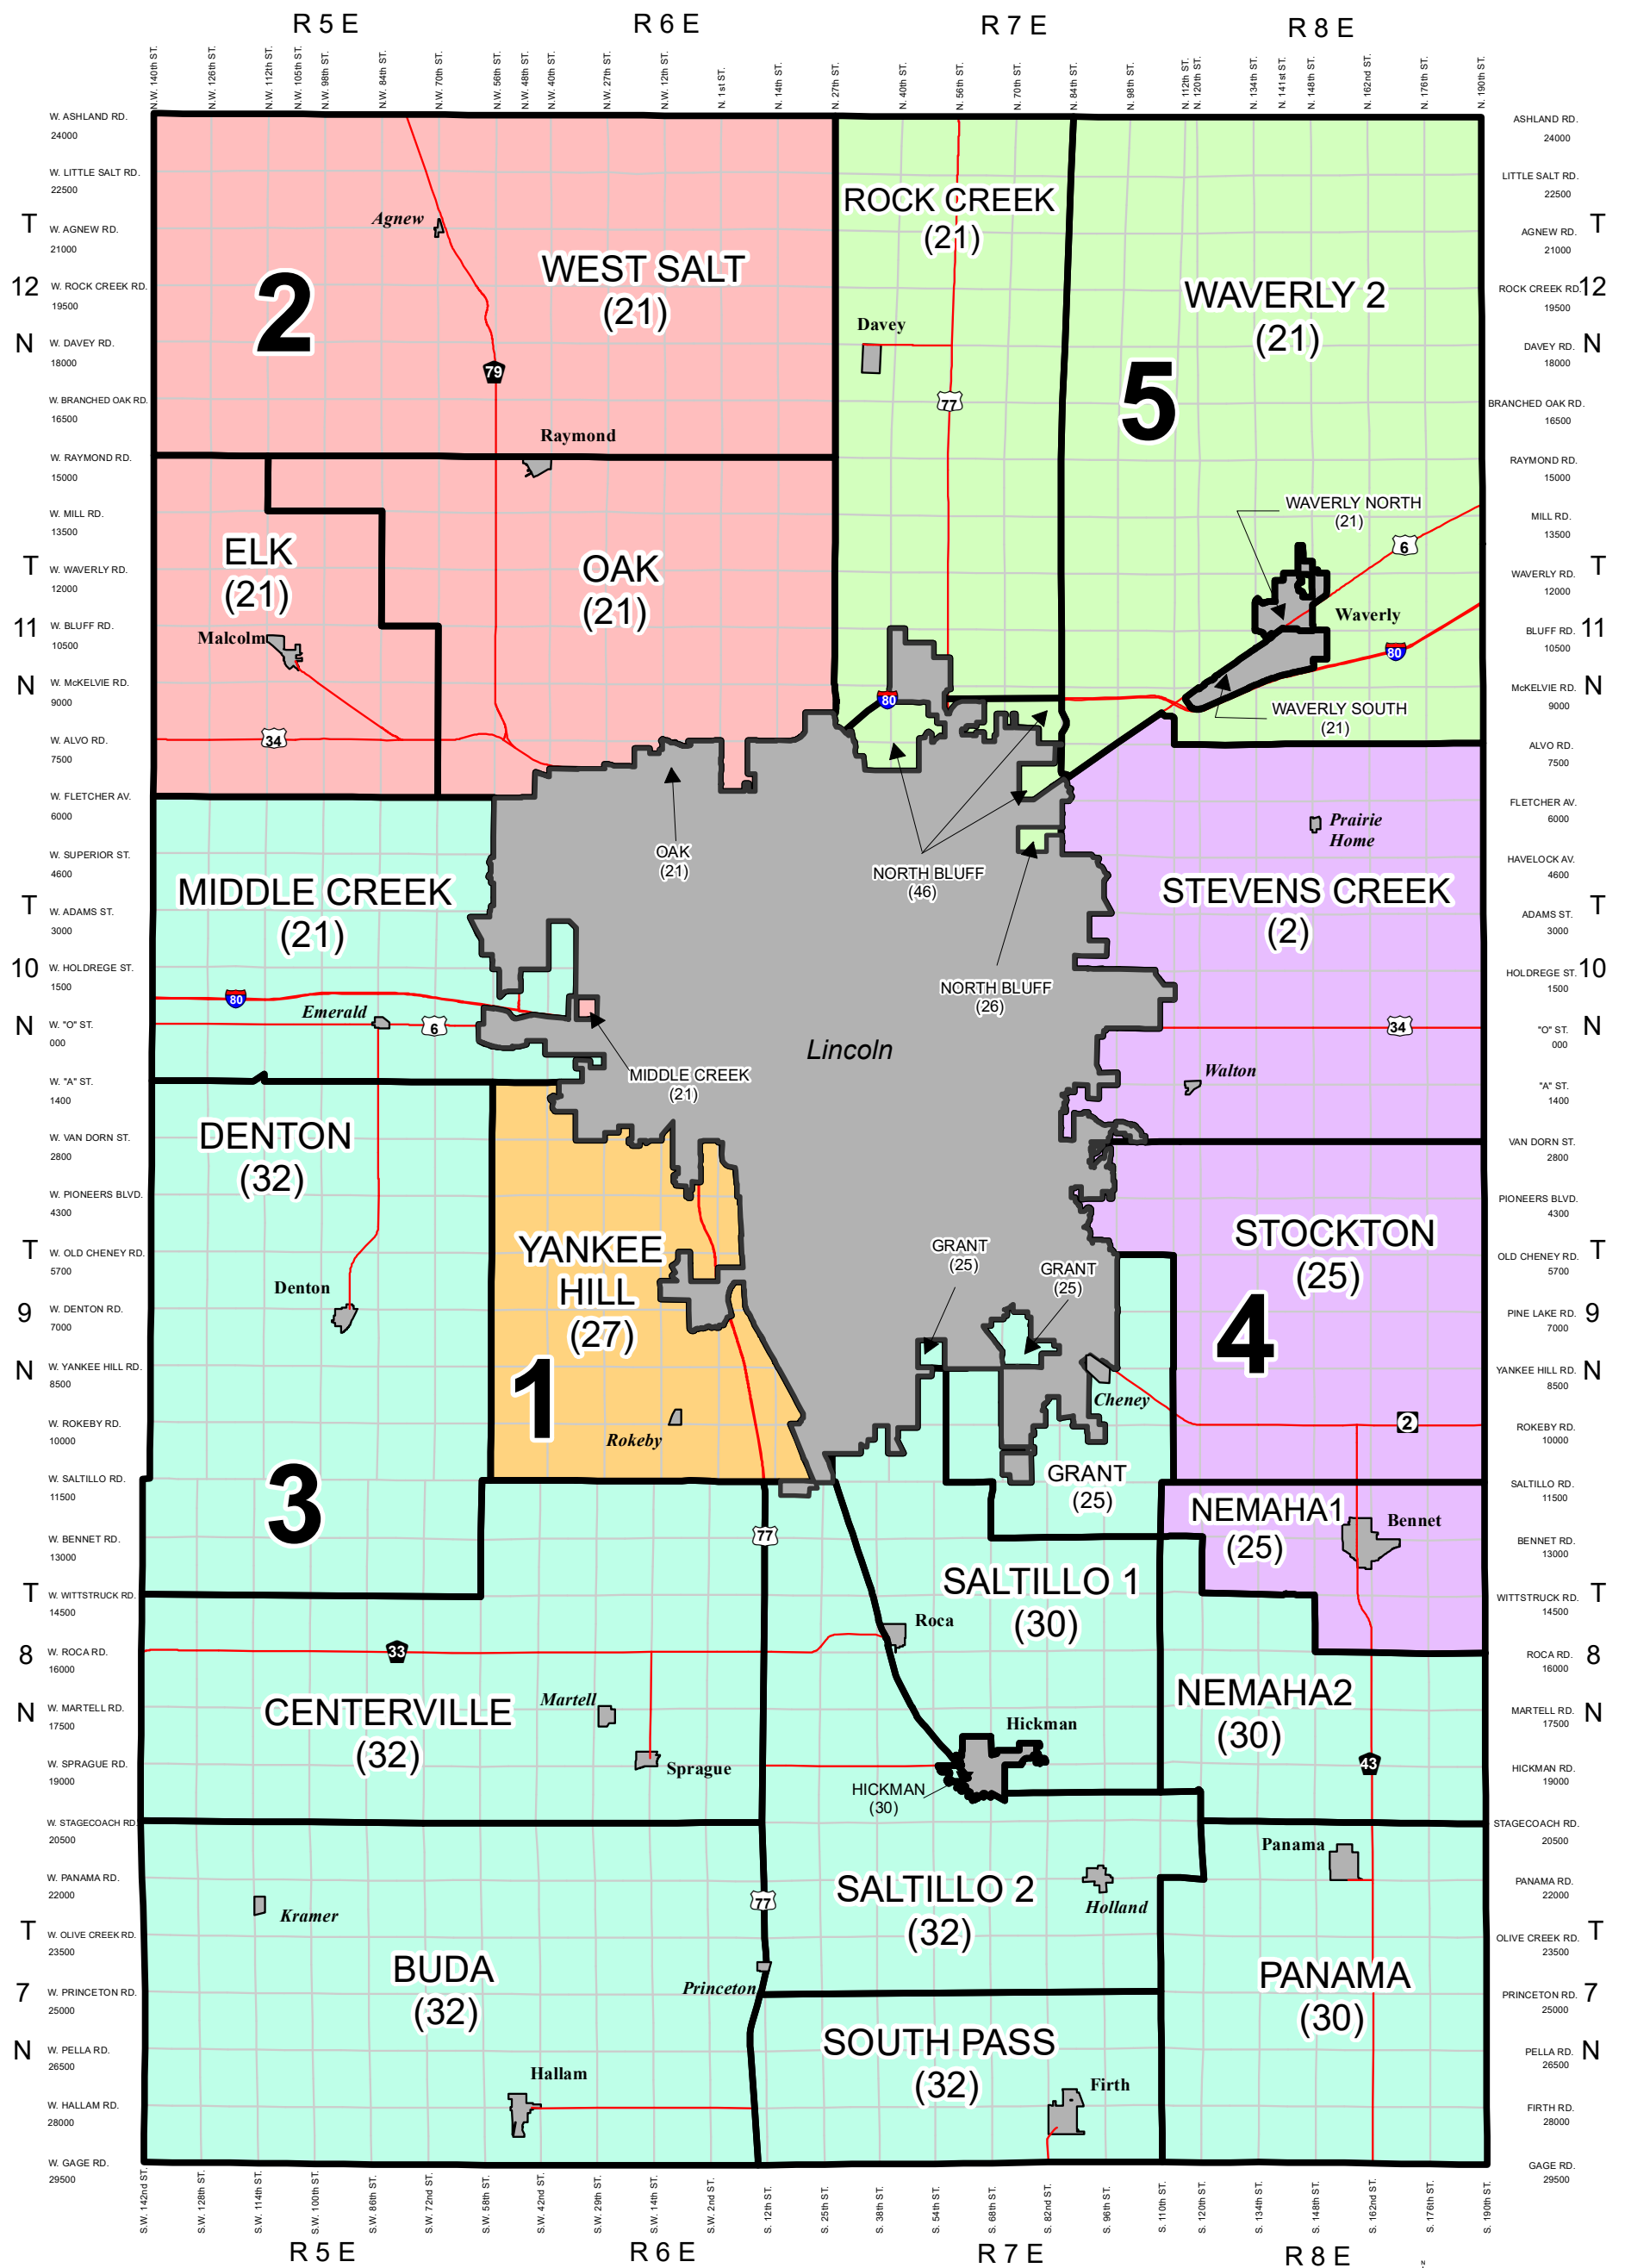 R 5 E
R 6 E
R 7 E
R 8 E
N.W. 140th ST.
N.W. 126th ST.
N.W. 112th ST.
N.W. 105th ST.
N.W. 98th ST.
N.W. 84th ST.
N.W. 70th ST.
N.W. 56th ST.
N.W. 48th ST.
N.W. 40th ST.
N.W. 27th ST.
N.W. 12th ST.
N. 1st ST.
N. 14th ST.
N. 27th ST.
N. 40th ST.
N. 56th ST.
N. 70th ST.
N. 84th ST.
N. 98th ST.
N. 112th ST.
N. 120th ST.
N. 134th ST.
N. 141st ST.
N. 148th ST.
N. 162nd ST.
N. 176th ST.
N. 190th ST.
W. ASHLAND RD.
24000
W. LITTLE SALT RD.
22500
T
W. AGNEW RD.
21000
12
W. ROCK CREEK RD.
19500
N
W. DAVEY RD.
18000
W. BRANCHED OAK RD.
16500
W. RAYMOND RD.
15000
W. MILL RD.
13500
T
W. WAVERLY RD.
12000
11
W. BLUFF RD.
10500
N
W. McKELVIE RD.
9000
W. ALVO RD.
7500
W. FLETCHER AV.
6000
W. SUPERIOR ST.
4600
T
W. ADAMS ST.
3000
10
W. HOLDREGE ST.
1500
N
W. "O" ST.
000
W. "A" ST.
1400
W. VAN DORN ST.
2800
W. PIONEERS BLVD.
4300
T
W. OLD CHENEY RD.
5700
9
W. DENTON RD.
7000
N
W. YANKEE HILL RD.
8500
W. ROKEBY RD.
10000
W. SALTILLO RD.
11500
W. BENNET RD.
13000
T
W. WITTSTRUCK RD.
14500
8
W. ROCA RD.
16000
N
W. MARTELL RD.
17500
W. SPRAGUE RD.
19000
W. STAGECOACH RD.
20500
W. PANAMA RD.
22000
T
W. OLIVE CREEK RD.
23500
7
W. PRINCETON RD.
25000
N
W. PELLA RD.
26500
W. HALLAM RD.
28000
W. GAGE RD.
29500
Agnew
2
WEST SALT
(21)
79
Raymond
ROCK CREEK
(21)
Davey
77
WAVERLY 2
(21)
5
WAVERLY NORTH
(21)
6
Waverly
80
WAVERLY SOUTH
(21)
ELK
(21)
Malcolm
34
OAK
(21)
80
OAK
(21)
NORTH BLUFF
(46)
NORTH BLUFF
(26)
Prairie
Home
STEVENS CREEK
(2)
34
Walton
MIDDLE CREEK
(21)
80
Emerald
6
Lincoln
MIDDLE CREEK
(21)
DENTON
(32)
Denton
3
YANKEE
HILL
(27)
1
Rokeby
GRANT
(25)
GRANT
(25)
Cheney
GRANT
(25)
STOCKTON
(25)
4
2
NEMAHA1
(25)
Bennet
77
SALTILLO 1
(30)
Roca
33
CENTERVILLE
(32)
Martell
Sprague
Hickman
HICKMAN
(30)
NEMAHA2
(30)
43
Kramer
BUDA
(32)
77
Princeton
Hallam
SALTILLO 2
(32)
Holland
SOUTH PASS
(32)
Firth
Panama
PANAMA
(30)
ASHLAND RD.
24000
LITTLE SALT RD.
22500
T
AGNEW RD.
21000
ROCK CREEK RD.
12
19500
DAVEY RD.
N
18000
BRANCHED OAK RD.
16500
RAYMOND RD.
15000
MILL RD.
13500
T
WAVERLY RD.
12000
BLUFF RD.
11
10500
McKELVIE RD.
N
9000
ALVO RD.
7500
FLETCHER AV.
6000
HAVELOCK AV.
4600
T
ADAMS ST.
3000
HOLDREGE ST.
10
1500
"O" ST.
N
000
"A" ST.
1400
VAN DORN ST.
2800
PIONEERS BLVD.
4300
OLD CHENEY RD.
T
5700
PINE LAKE RD.
9
7000
YANKEE HILL RD.
N
8500
ROKEBY RD.
10000
SALTILLO RD.
11500
BENNET RD.
13000
WITTSTRUCK RD.
T
14500
ROCA RD.
8
16000
MARTELL RD.
N
17500
HICKMAN RD.
19000
STAGECOACH RD.
20500
PANAMA RD.
22000
T
OLIVE CREEK RD.
23500
PRINCETON RD.
7
25000
PELLA RD.
N
26500
FIRTH RD.
28000
GAGE RD.
29500
S.W. 142nd ST.
S.W. 128th ST.
S.W. 114th ST.
S.W. 100th ST.
S.W. 86th ST.
S.W. 72nd ST.
S.W. 58th ST.
S.W. 42nd ST.
S.W. 29th ST.
S.W. 14th ST.
S.W. 2nd ST.
S. 12th ST.
S. 25th ST.
S. 38th ST.
S. 54th ST.
S. 68th ST.
S. 82nd ST.
S. 96th ST.
S. 110th ST.
S. 120th ST.
S. 134th ST.
S. 148th ST.
S. 162nd ST.
S. 176th ST.
S. 190th ST.
R 5 E
R 6 E
R 7 E
R 8 E
N